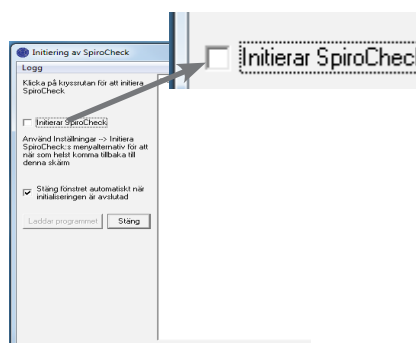 Initierar SpiroChec
Initiering av SpiroCheck
Logg
Klicka på kryssrutan för att initiera
SpiroCheck
Initierar SpiroCheck
Använd Inställningar --> Initiera
SpiroCheck:s menyalternativ för att
när som helst komma tillbaka till
denna skärm
Stäng fönstret automatiskt när
initialiseringen är avslutad
Laddar programmet
Stäng